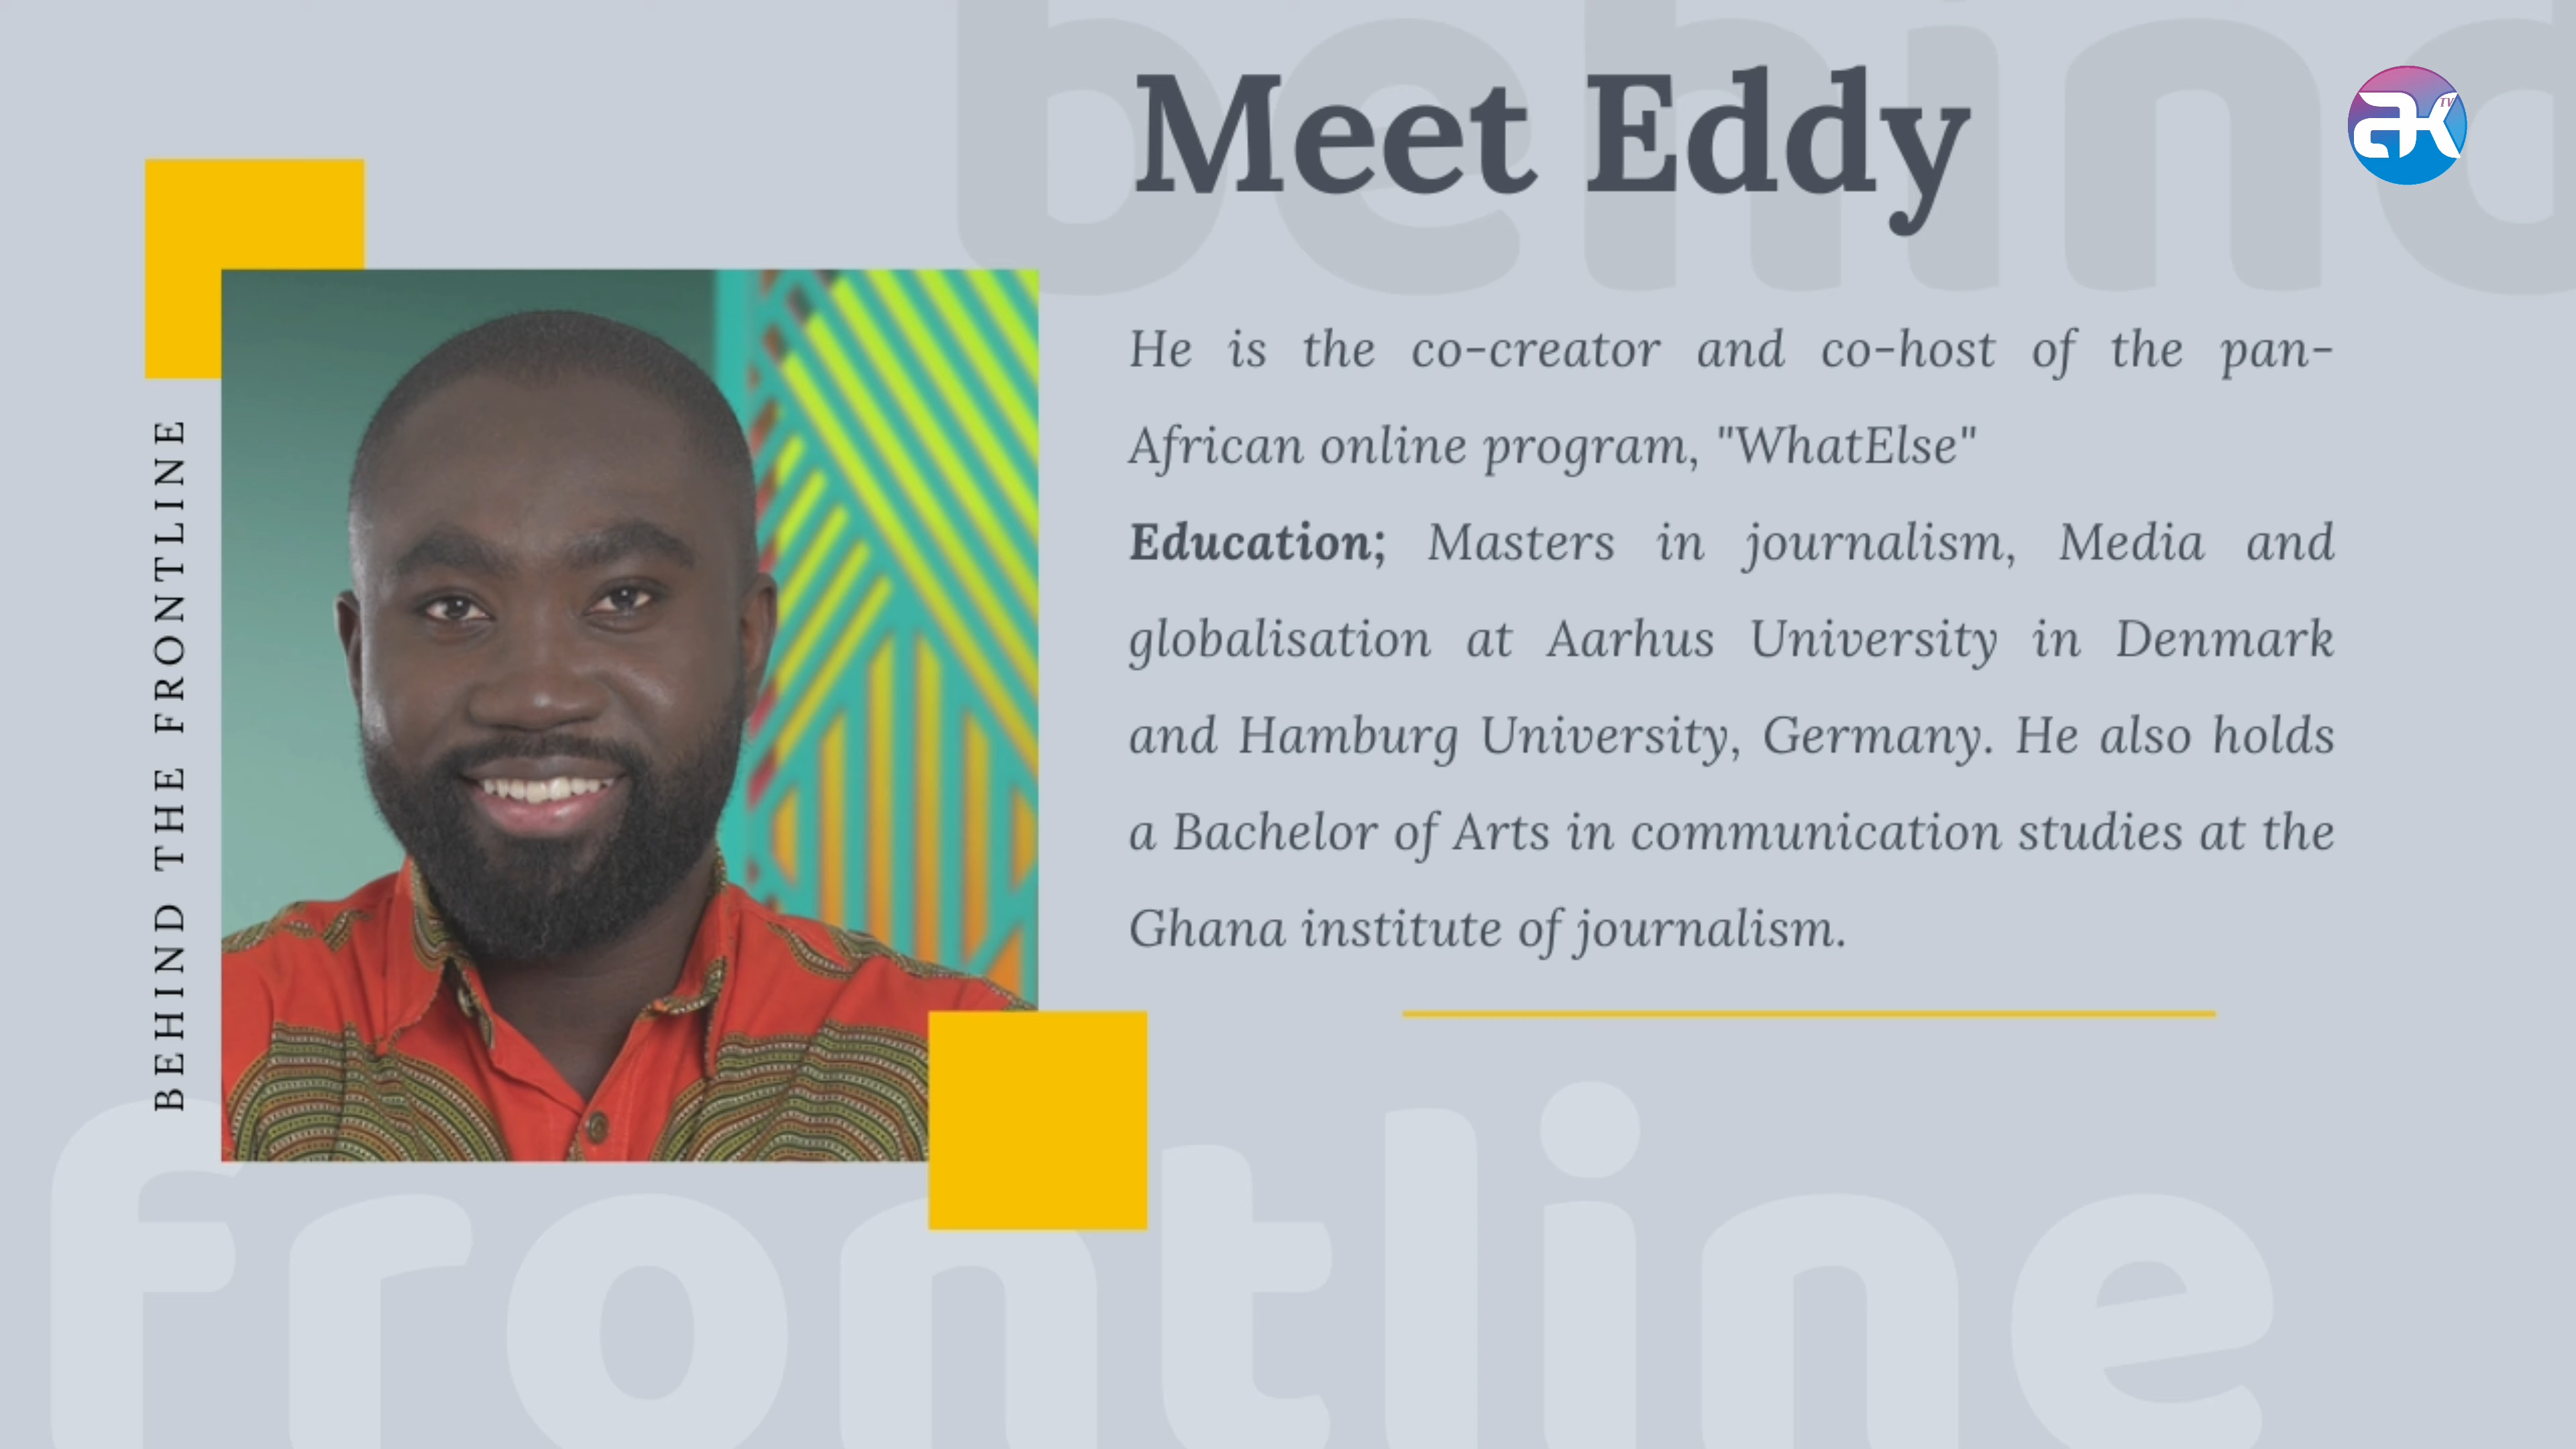 behind
Meet Eddy
aK TV
He is the co-creator and co-host of the pan-
African online program, "WhatElse"
Education; Masters in journalism, Media and
globalisation at Aarhus University in Denmark
and Hamburg University, Germany. He also holds
a Bachelor of Arts in communication studies at the
Ghana institute of journalism.
BEHIND THE FRONTLINE
frontline